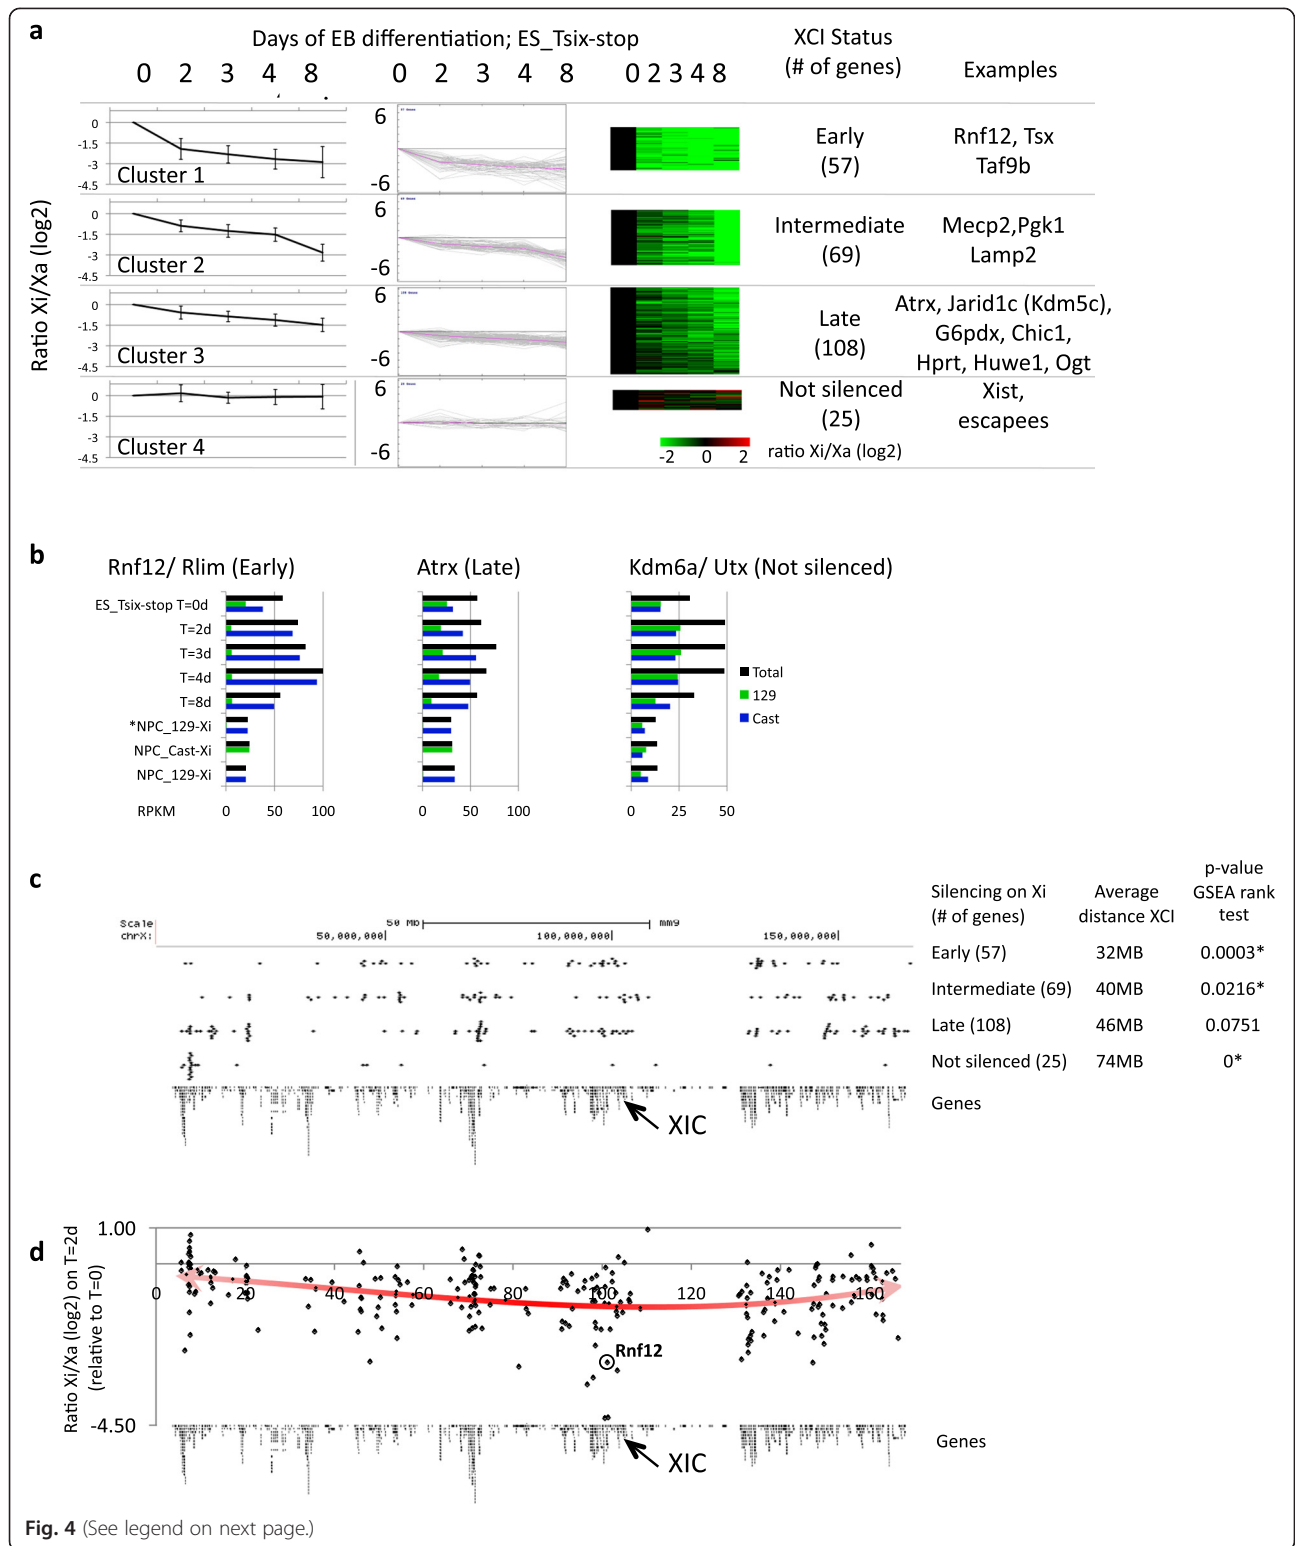 a
Days of EB differentiation; ES_Tsix-stop
XCI Status
(# of genes)
Examples
0 2 3 4 8
0 2 3 4 8
0 2 3 4 8
Ratio Xi/Xa (log2)
0
-1.5
-3
-4.5
Cluster 1
6
-6
Early
(57)
Rnf12, Tsx
Taf9b
0
-1.5
-3
-4.5
Cluster 2
6
-6
Intermediate
(69)
Mecp2,Pgk1
Lamp2
0
-1.5
-3
-4.5
Cluster 3
6
-6
Late
(108)
Atrx, Jarid1c (Kdm5c),
G6pdx, Chic1,
Hprt, Huwe1, Ogt
0
-1.5
-3
-4.5
Cluster 4
6
-6
Not silenced
(25)
Xist,
escapees
-2 0 2
ratio Xi/Xa (log2)
b
Rnf12/ Rlim (Early)
Atrx (Late)
Kdm6a/ Utx (Not silenced)
ES_Tsix-stop T=0d
T=2d
T=3d
T=4d
T=8d
*NPC_129-Xi
NPC_Cast-Xi
NPC_129-Xi
RPKM
0 50 100
0 50 100
0 25 50
Total
129
Cast
c
Scale
chrX:
50 Mb
mm9
50,000,000
100,000,000
150,000,000
Silencing on Xi
(# of genes)
Average
distance XCI
p-value
GSEA rank
test
Early (57) 32MB 0.0003*
Intermediate (69) 40MB 0.0216*
Late (108) 46MB 0.0751
Not silenced (25) 74MB 0*
Genes
XIC
d
Ratio Xi/Xa (log2) on T=2d
(relative to T=0)
1.00
-4.50
0 20 40 60 80 100 120 140 160
Rnf12
XIC
Genes
Fig. 4 (See legend on next page.)